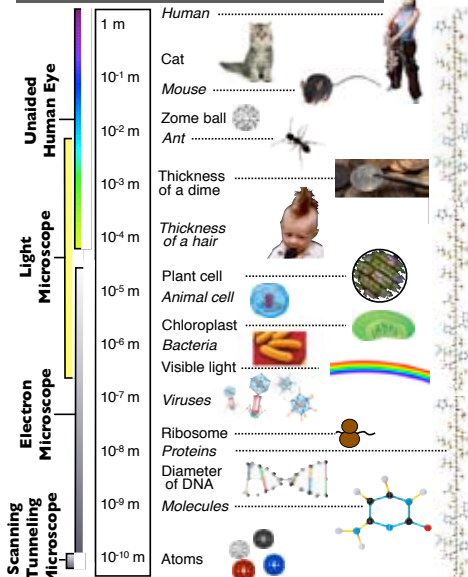 Human
1 m
Cat
10-1 m
Mouse
Zome ball
10-2 m
Ant
Thickness
of a dime
10-3 m
Thickness
of a hair
10-4 m
Plant cell
10-5 m
Animal cell
Chloroplast
10-6 m
Bacteria
Visible light
10-7 m
Viruses
Ribosome
10-8 m
Proteins
Diameter
of DNA
10-9 m
Molecules
10-10 m
Atoms
Unaided
Human Eye
Light
Microscope
Electron
Microscope
Scanning
Tunneling
Microscope